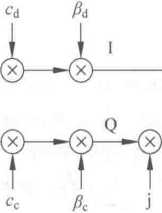 c_d β_d
I
Q
c_c β_c j